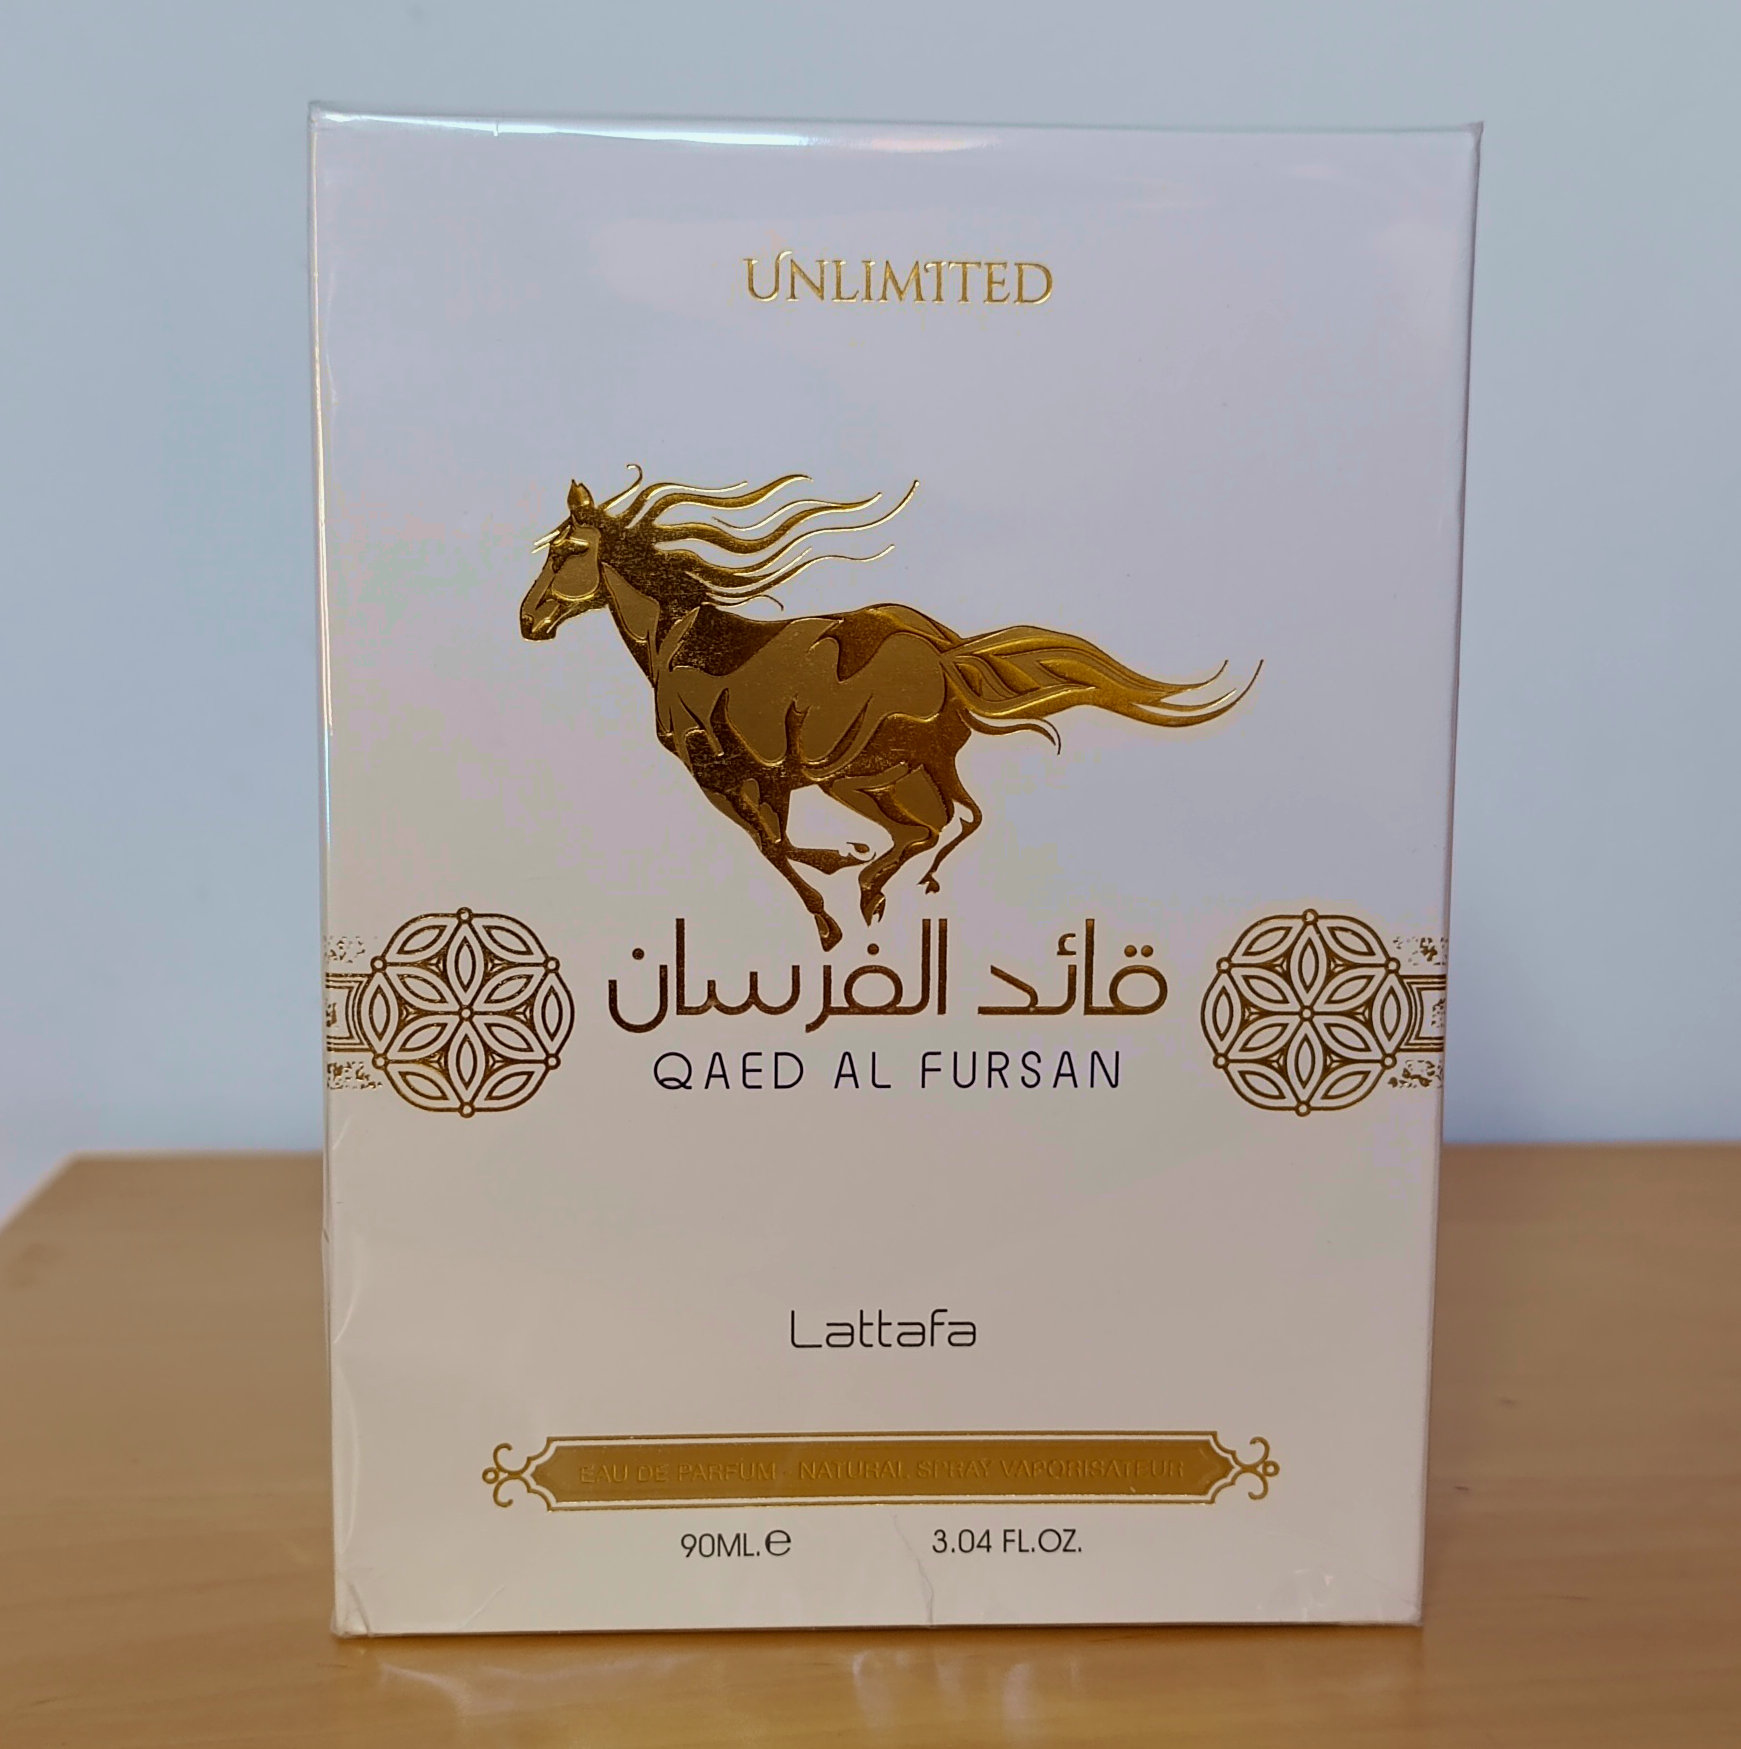 UNLIMITED
قائد الفرسان
QAED AL FURSAN
Lattafa
EAU DE PARFUM . NATURAL SPRAY VAPORISATEUR
90ML.e 3.04 FL.OZ.